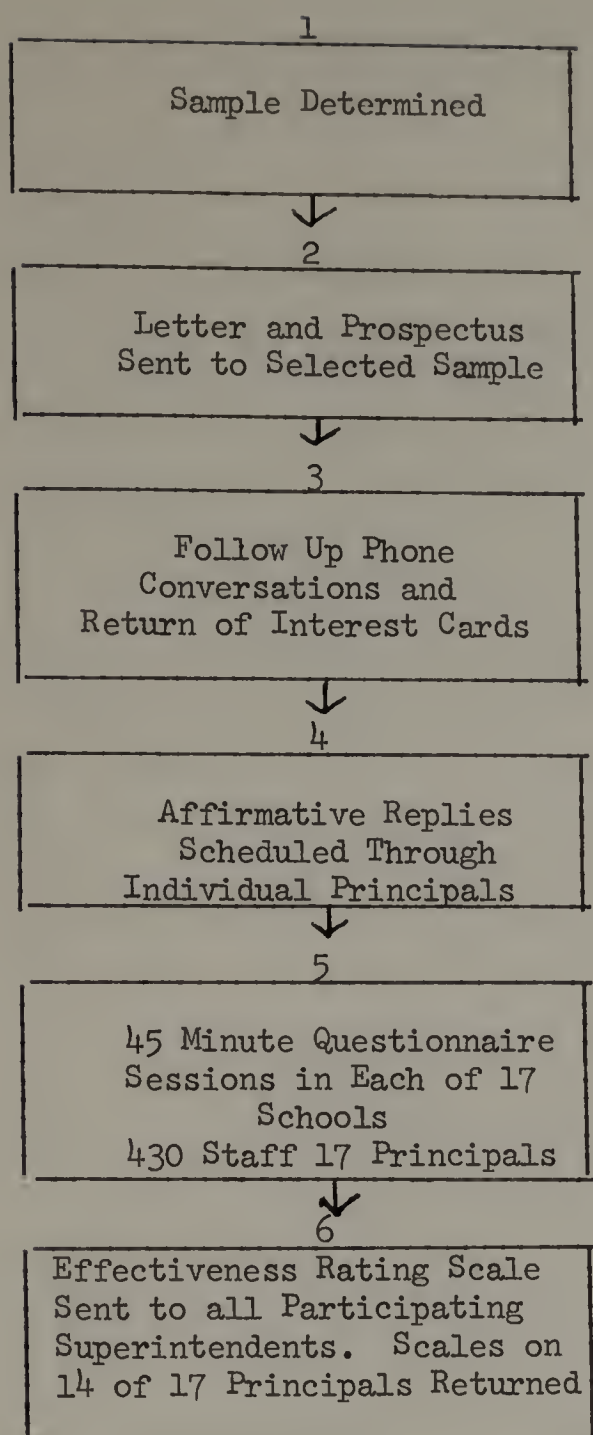 1
Sample Determined
2
Letter and Prospectus
Sent to Selected Sample
3
Follow Up Phone
Conversations and
Return of Interest Cards
4
Affirmative Replies
Scheduled Through
Individual Principals
5
45 Minute Questionnaire
Sessions in Each of 17
Schools
430 Staff 17 Principals
6
Effectiveness Rating Scale
Sent to all Participating
Superintendents. Scales on
14 of 17 Principals Returned